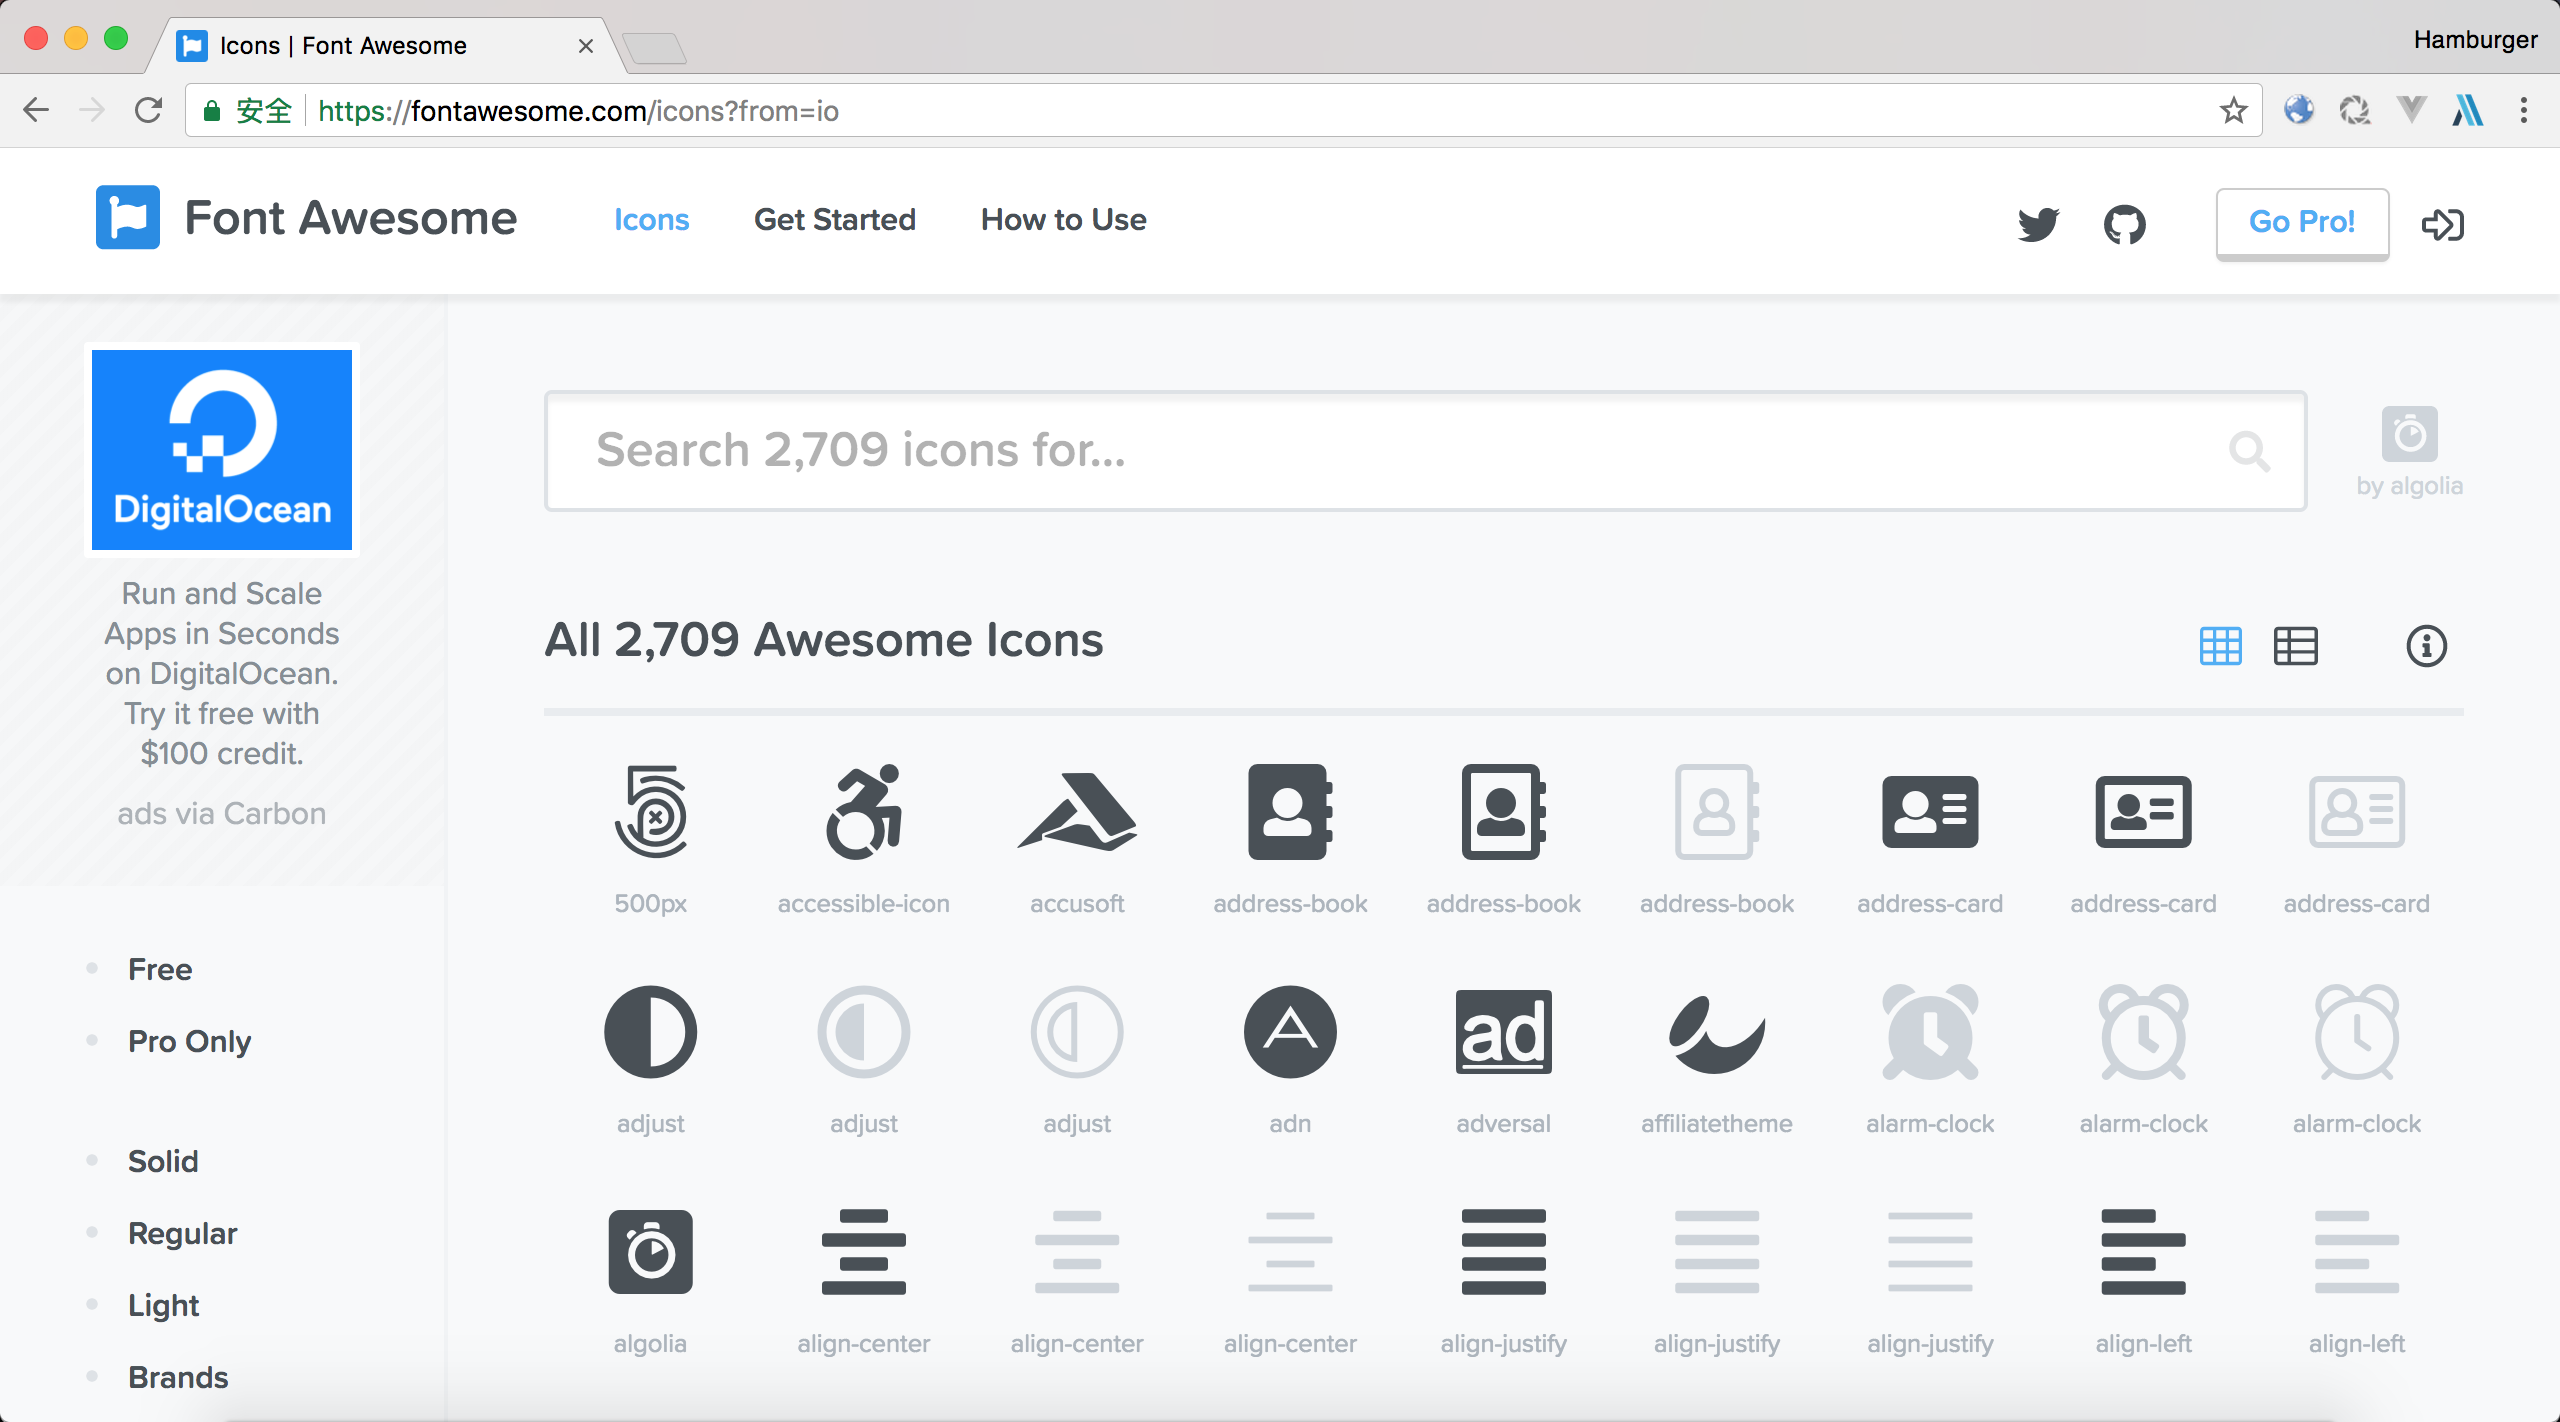 Icons | Font Awesome
Hamburger
安全 https://fontawesome.com/icons?from=io
Font Awesome Icons Get Started How to Use Go Pro!
DigitalOcean
Run and Scale
Apps in Seconds
on DigitalOcean.
Try it free with
$100 credit.
ads via Carbon
Free
Pro Only
Solid
Regular
Light
Brands
Search 2,709 icons for...
by algolia
All 2,709 Awesome Icons
500px accessible-icon accusoft address-book address-book address-book address-card address-card address-card
ad
adjust adjust adjust adn adversal affiliatetheme alarm-clock alarm-clock alarm-clock
algolia align-center align-center align-center align-justify align-justify align-justify align-left align-left